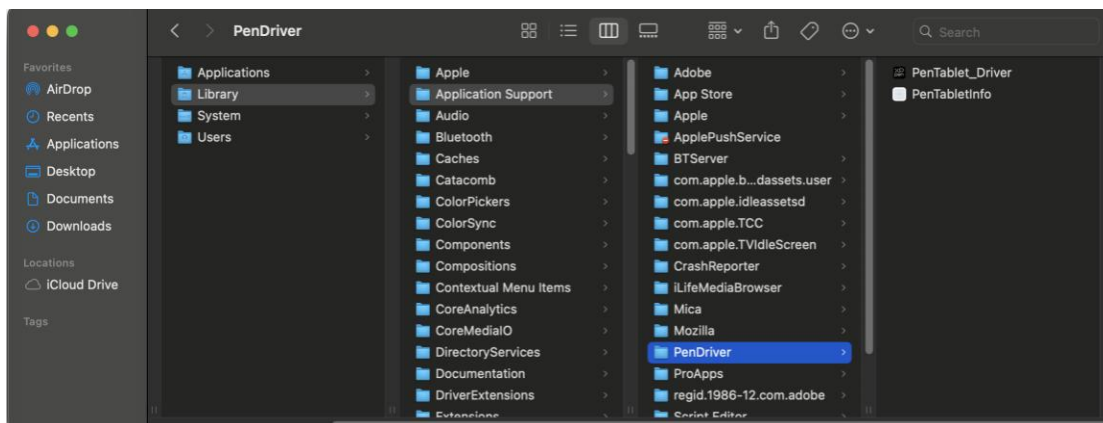 PenDriver
Search
Favorites
AirDrop
Recents
Applications
Desktop
Documents
Downloads
Locations
iCloud Drive
Tags
Applications
Library
System
Users
Apple
Application Support
Audio
Bluetooth
Caches
Catacomb
ColorPickers
ColorSync
Components
Compositions
Contextual Menu Items
CoreAnalytics
CoreMediaIO
DirectoryServices
Documentation
DriverExtensions
Extensions
Adobe
App Store
Apple
ApplePushService
BTServer
com.apple.b...dassets.user
com.apple.idleassetsd
com.apple.TCC
com.apple.TVIdleScreen
CrashReporter
iLifeMediaBrowser
Mica
Mozilla
PenDriver
ProApps
regid.1986-12.com.adobe
Script Editor
PenTablet_Driver
PenTabletInfo